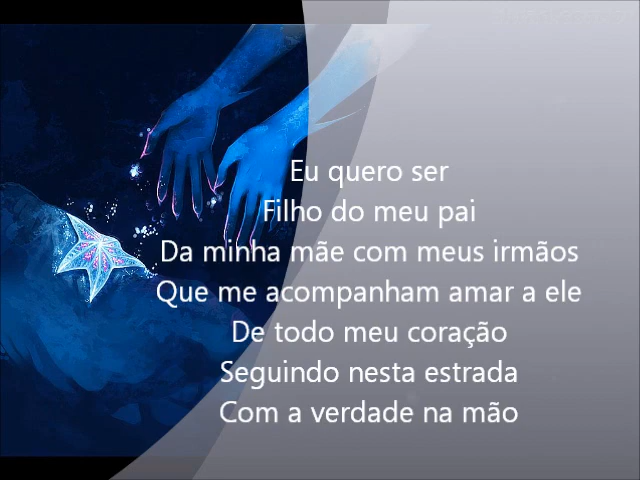 Eu quero ser
Filho do meu pai
Da minha mãe com meus irmãos
Que me acompanham amar a ele
De todo meu coração
Seguindo nesta estrada
Com a verdade na mão